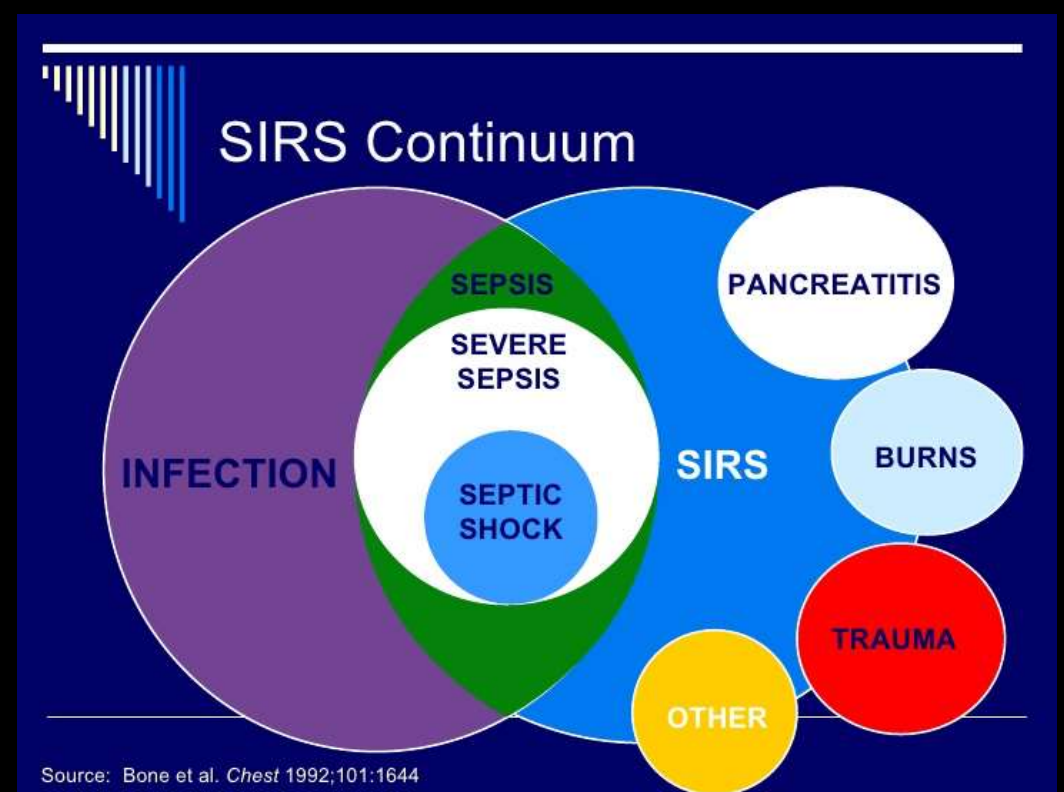 SIRS Continuum
SEPSIS
PANCREATITIS
SEVERE
SEPSIS
INFECTION
SIRS
BURNS
SEPTIC
SHOCK
TRAUMA
OTHER
Source: Bone et al. Chest 1992;101:1644